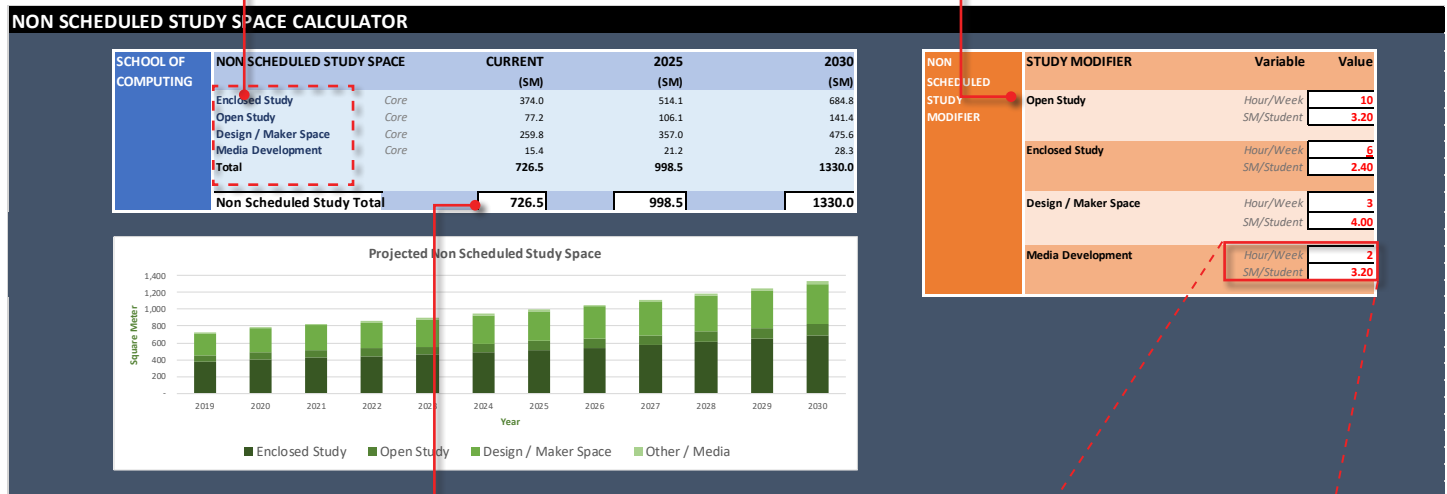 NON SCHEDULED STUDY SPACE CALCULATOR
SCHOOL OF COMPUTING
NON SCHEDULED STUDY SPACE CURRENT 2025 2030
(SM) (SM) (SM)
Enclosed Study Core 374.0 514.1 684.8
Open Study Core 77.2 106.1 141.4
Design / Maker Space Core 259.8 357.0 475.6
Media Development Core 15.4 21.2 28.3
Total 726.5 998.5 1330.0
Non Scheduled Study Total 726.5 998.5 1330.0
NON SCHEDULED STUDY MODIFIER
STUDY MODIFIER Variable Value
Open Study Hour/Week 10
SM/Student 3.20
Enclosed Study Hour/Week 6
SM/Student 2.40
Design / Maker Space Hour/Week 3
SM/Student 4.00
Media Development Hour/Week 2
SM/Student 3.20
Projected Non Scheduled Study Space
Square Meter
1,400
1,200
1,000
800
600
400
200
-
2019 2020 2021 2022 2023 2024 2025 2026 2027 2028 2029 2030
Year
Enclosed Study Open Study Design / Maker Space Other / Media